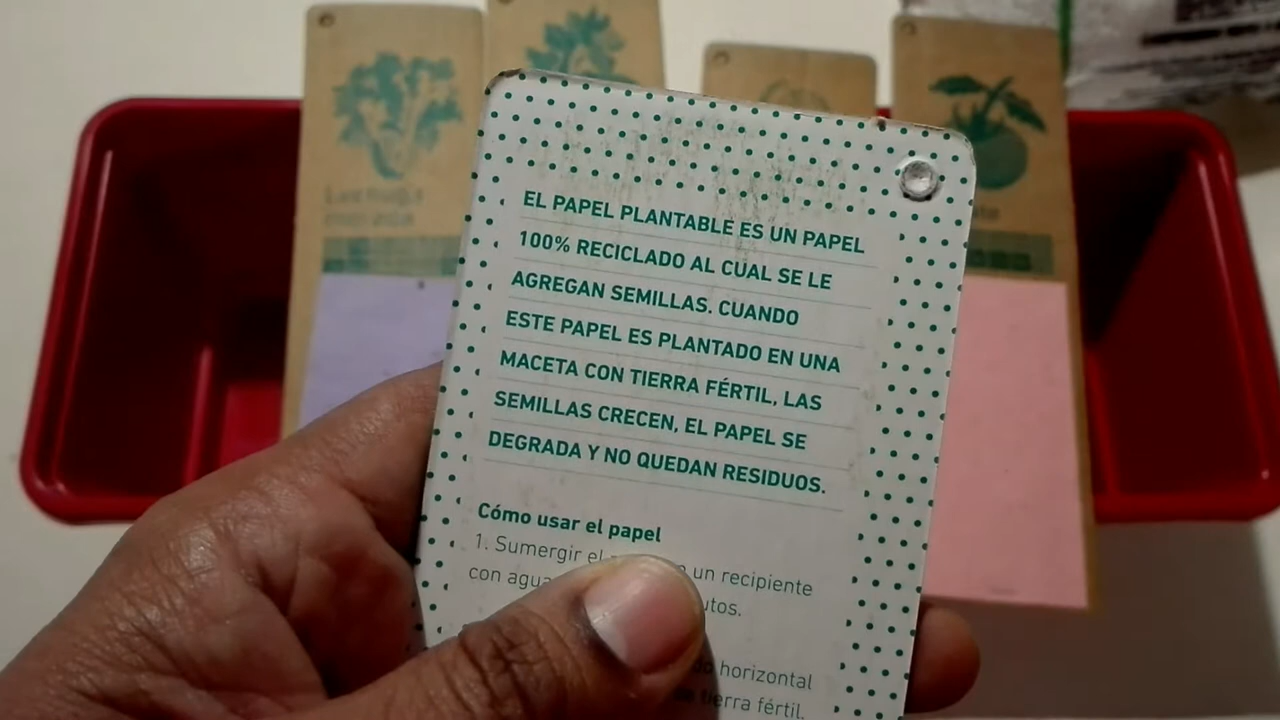 EL PAPEL PLANTABLE ES UN PAPEL
100% RECICLADO AL CUAL SE LE
AGREGAN SEMILLAS. CUANDO
ESTE PAPEL ES PLANTADO EN UNA
MACETA CON TIERRA FÉRTIL, LAS
SEMILLAS CRECEN, EL PAPEL SE
DEGRADA Y NO QUEDAN RESIDUOS.
Cómo usar el papel
1. Sumergir el un recipiente
con agua
horizontal
tierra fértil.
Lechuga
morada